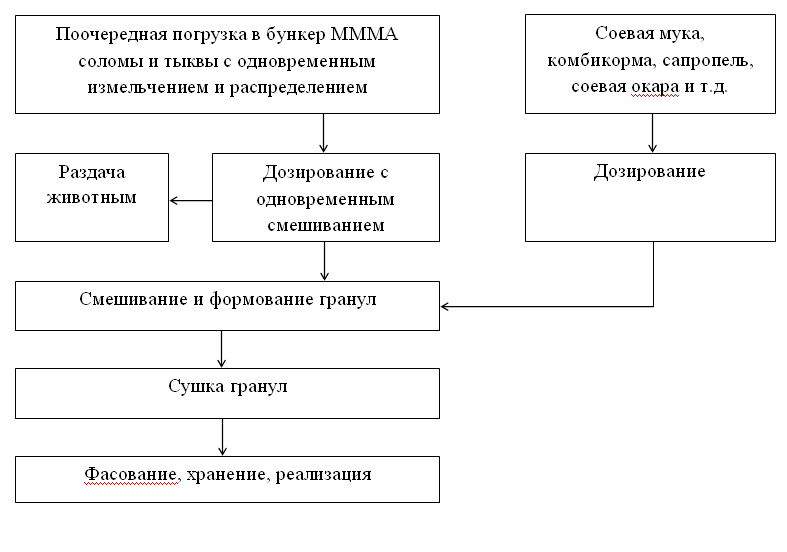 Поочередная погрузка в бункер МММА
соломы и тыквы с одновременным
измельчением и распределением
Соевая мука,
комбикорма, сапропель,
соевая окара и т.д.
Раздача
животным
Дозирование с
одновременным
смешиванием
Дозирование
Смешивание и формование гранул
Сушка гранул
Фасование, хранение, реализация